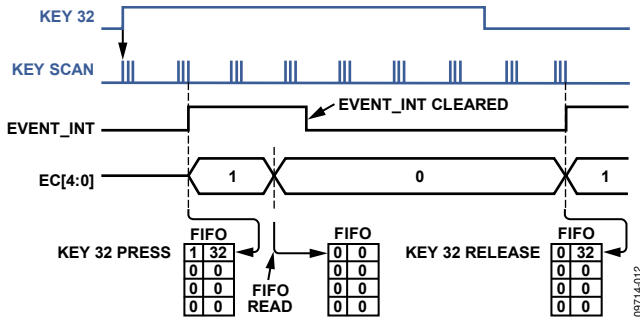 KEY 32
KEY SCAN
EVENT_INT CLEARED
EVENT_INT
EC[4:0]
1
0
1
KEY 32 PRESS
FIFO
1 32
0 0
0 0
0 0
FIFO
READ
FIFO
0 0
0 0
0 0
0 0
KEY 32 RELEASE
FIFO
0 32
0 0
0 0
0 0
09714-012